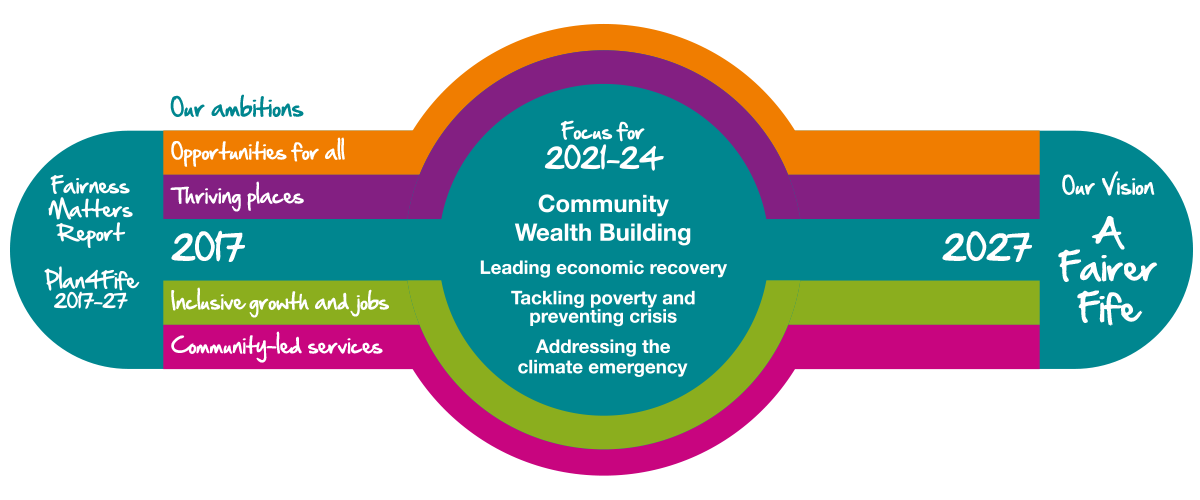 Our ambitions
Fairness
Matters
Report
Plan4Fife
2017-27
Opportunities for all
Thriving places
2017
Inclusive growth and jobs
Community-led services
Focus for
2021-24
Community
Wealth Building
Leading economic recovery
Tackling poverty and
preventing crisis
Addressing the
climate emergency
2027
Our Vision
A
Fairer
Fife